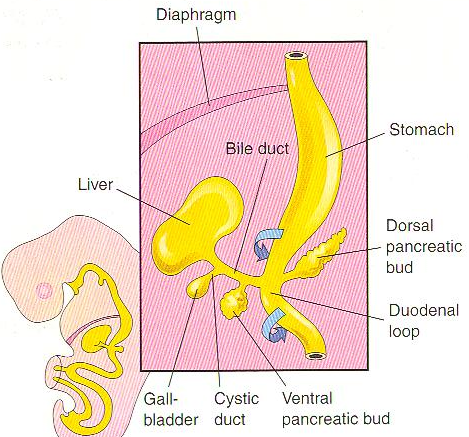 Diaphragm
Stomach
Bile duct
Liver
Dorsal
pancreatic
bud
Duodenal
loop
Gall-
bladder
Cystic
duct
Ventral
pancreatic bud